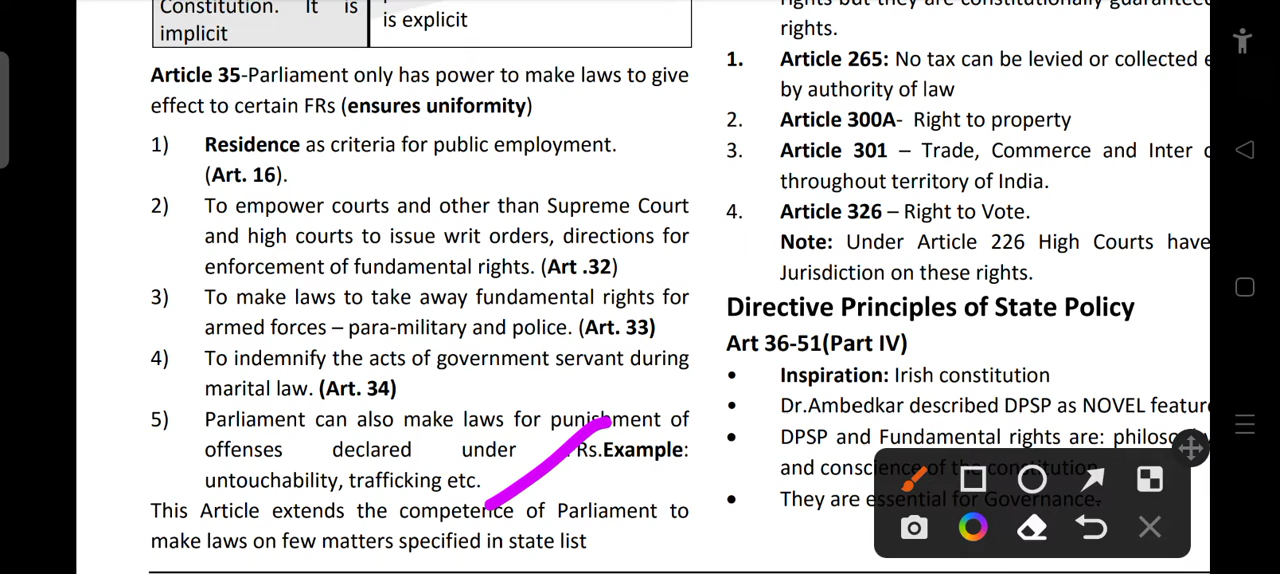 Constitution. It is
implicit
is explicit
Article 35-Parliament only has power to make laws to give
effect to certain FRs (ensures uniformity)
1) Residence as criteria for public employment.
(Art. 16).
2) To empower courts and other than Supreme Court
and high courts to issue writ orders, directions for
enforcement of fundamental rights. (Art .32)
3) To make laws to take away fundamental rights for
armed forces – para-military and police. (Art. 33)
4) To indemnify the acts of government servant during
marital law. (Art. 34)
5) Parliament can also make laws for punishment of
offenses declared under FRs.Example:
untouchability, trafficking etc.
This Article extends the competence of Parliament to
make laws on few matters specified in state list
rights but they are constitutionally guaranteed
rights.
1. Article 265: No tax can be levied or collected
by authority of law
2. Article 300A- Right to property
3. Article 301 – Trade, Commerce and Inter
throughout territory of India.
4. Article 326 – Right to Vote.
Note: Under Article 226 High Courts have
Jurisdiction on these rights.
Directive Principles of State Policy
Art 36-51(Part IV)
• Inspiration: Irish constitution
• Dr.Ambedkar described DPSP as NOVEL feature
• DPSP and Fundamental rights are:
and conscience of the constitution
• They are essential for Governance.